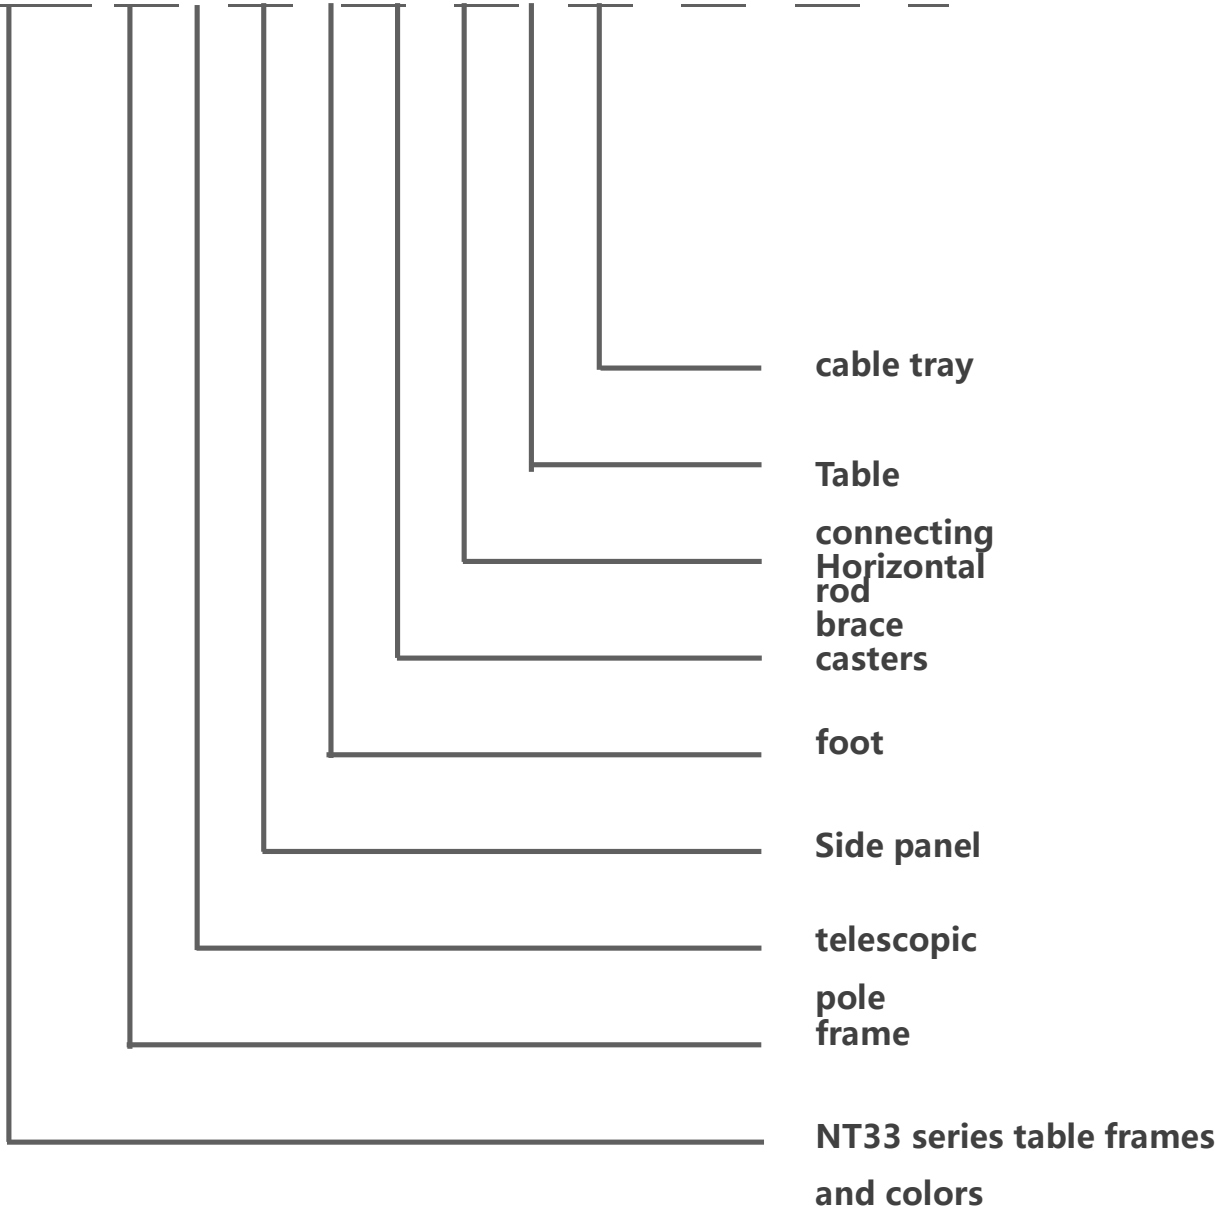 cable tray
Table
connecting
Horizontal
rod
brace
casters
foot
Side panel
telescopic
pole
frame
NT33 series table frames
and colors